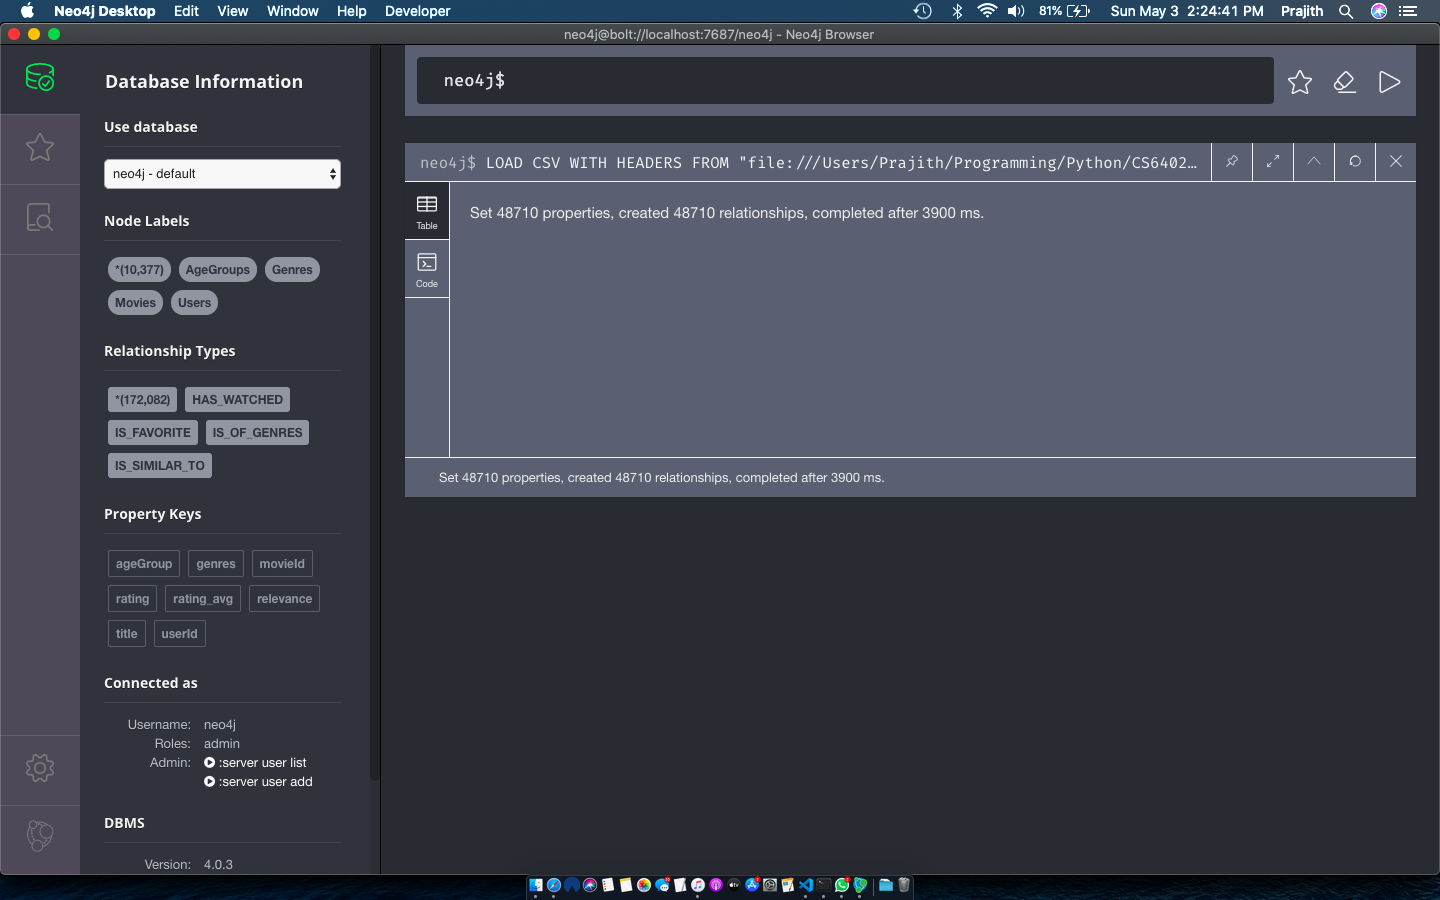 Neo4j Desktop Edit View Window Help Developer 81% Sun May 3 2:24:41 PM Prajith
neo4j@bolt://localhost:7687/neo4j - Neo4j Browser
Database Information
Use database
neo4j - default
Node Labels
*(10,377) AgeGroups Genres
Movies Users
Relationship Types
*(172,082) HAS_WATCHED
IS_FAVORITE IS_OF_GENRES
IS_SIMILAR_TO
Property Keys
ageGroup genres movieId
rating rating_avg relevance
title userId
Connected as
Username: neo4j
Roles: admin
Admin: :server user list
:server user add
DBMS
Version: 4.0.3
neo4j$
neo4j$ LOAD CSV WITH HEADERS FROM "file:///Users/Prajith/Programming/Python/CS6402…
Table
Code
Set 48710 properties, created 48710 relationships, completed after 3900 ms.
Set 48710 properties, created 48710 relationships, completed after 3900 ms.